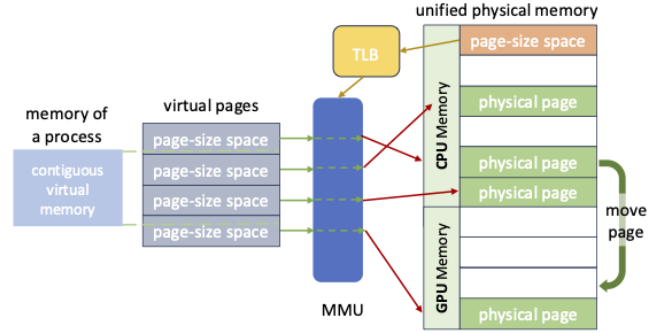 unified physical memory
page-size space
TLB
memory of
a process
virtual pages
physical page
page-size space
contiguous
virtual
memory
page-size space
page-size space
page-size space
CPU Memory
physical page
physical page
move
page
GPU Memory
MMU
physical page